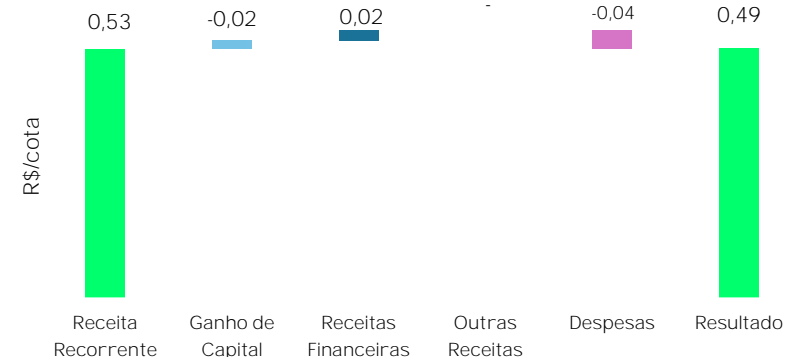 0,53
-0,02
0,02
-
-0,04
0,49
R$/cota
Receita
Recorrente
Ganho de
Capital
Receitas
Financeiras
Outras
Receitas
Despesas
Resultado